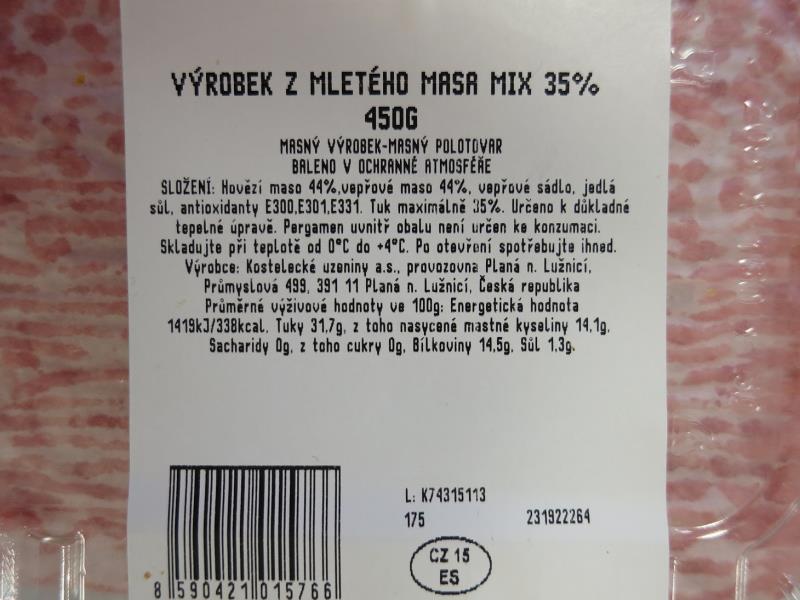 VÝROBEK Z MLETÉHO MASA MIX 35%
450G
MASNÝ VÝROBEK-MASNÝ POLOTOVAR
BALENO V OCHRANNÉ ATMOSFÉŘE
SLOŽENÍ: Hovězí maso 44%,vepřové maso 44%, vepřové sádlo, jedlá
sůl, antioxidanty E300,E301,E331. Tuk maximálně 35%. Určeno k důkladné
tepelné úpravě. Pergamen uvnitř obalu není určen ke konzumaci.
Skladujte při teplotě od 0°C do +4°C. Po otevření spotřebujte ihned.
Výrobce: Kostelecké uzeniny a.s., provozovna Planá n. Lužnicí,
Průmyslová 499, 391 11 Planá n. Lužnicí, Česká republika
Průměrné výživové hodnoty ve 100g: Energetická hodnota
1419kJ/338kcal, Tuky 31,7g, z toho nasycené mastné kyseliny 14,1g,
Sacharidy 0g, z toho cukry 0g, Bílkoviny 14,5g, Sůl 1,3g.
L: K74315113
175 231922264
CZ 15
ES
8 590421 015766